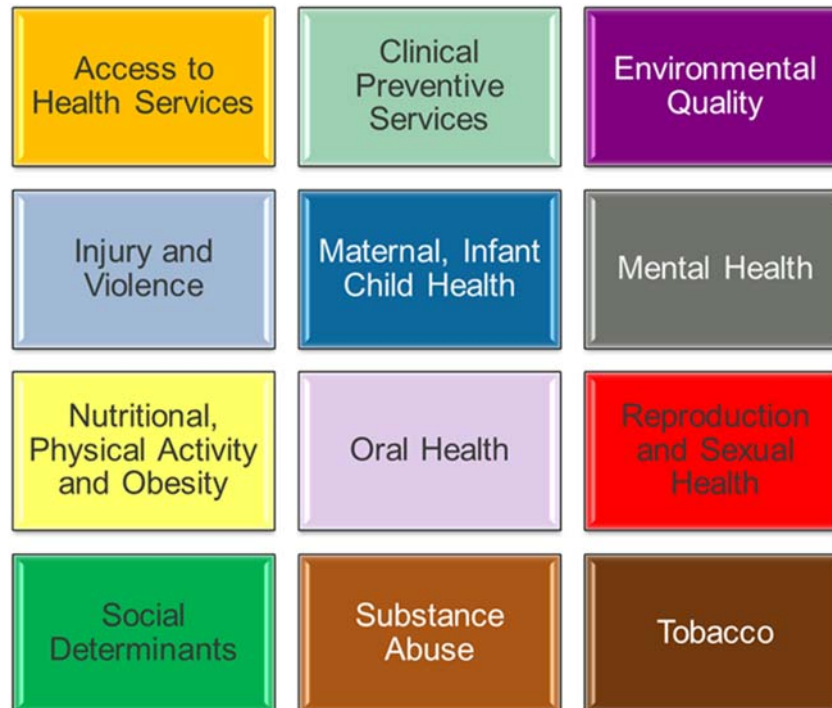 Access to
Health Services
Clinical
Preventive
Services
Environmental
Quality
Injury and
Violence
Maternal, Infant
Child Health
Mental Health
Nutritional,
Physical Activity
and Obesity
Oral Health
Reproduction
and Sexual
Health
Social
Determinants
Substance
Abuse
Tobacco